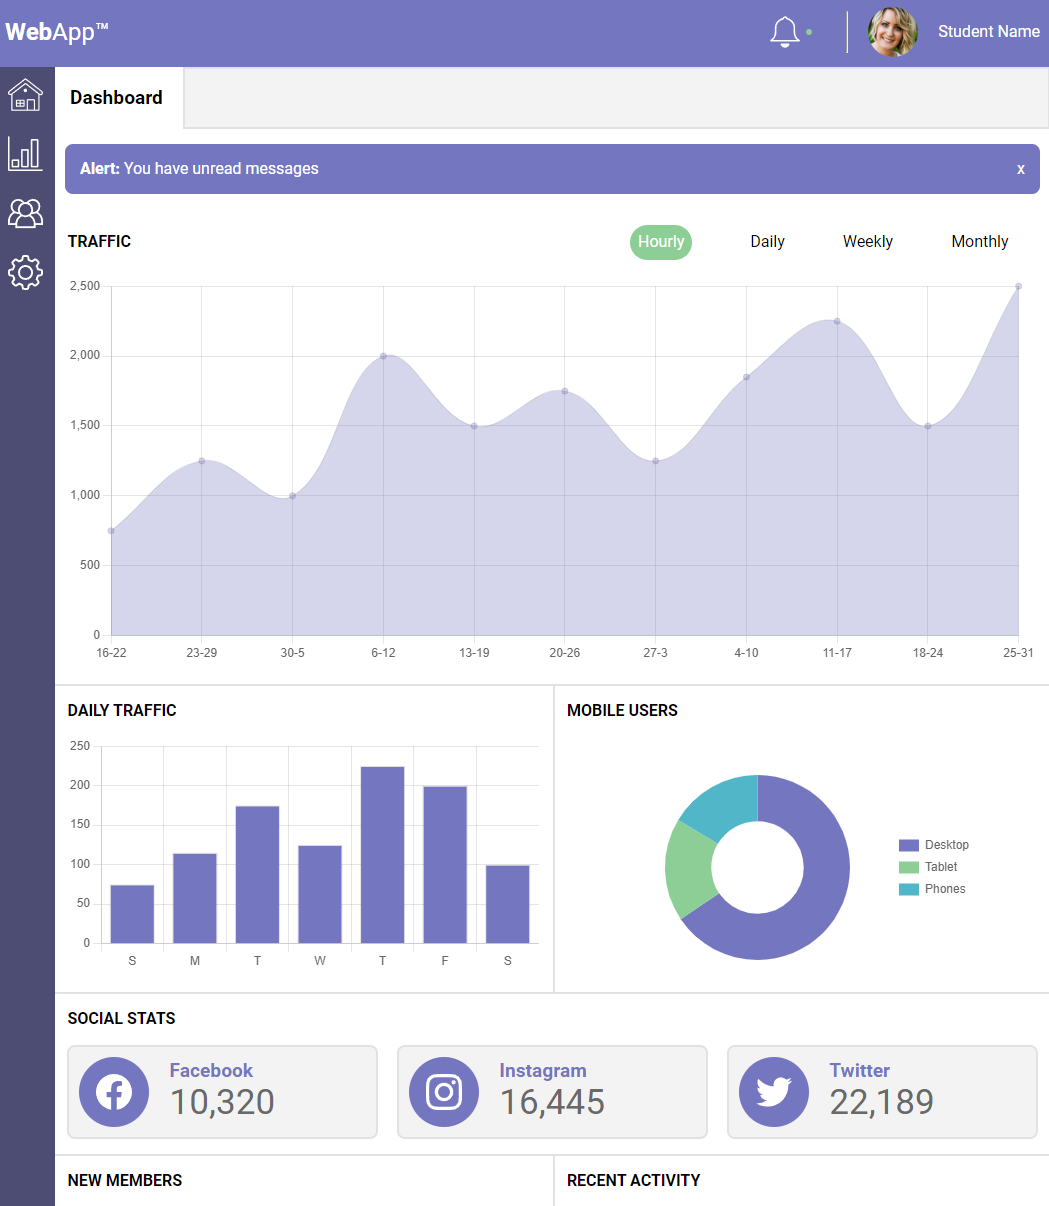 WebApp™
Student Name
Dashboard
Alert: You have unread messages x
TRAFFIC
Hourly Daily Weekly Monthly
2,500
2,000
1,500
1,000
500
0
16-22 23-29 30-5 6-12 13-19 20-26 27-3 4-10 11-17 18-24 25-31
DAILY TRAFFIC
250
200
150
100
50
0
S M T W T F S
MOBILE USERS
Desktop
Tablet
Phones
SOCIAL STATS
Facebook
10,320
Instagram
16,445
Twitter
22,189
NEW MEMBERS
RECENT ACTIVITY